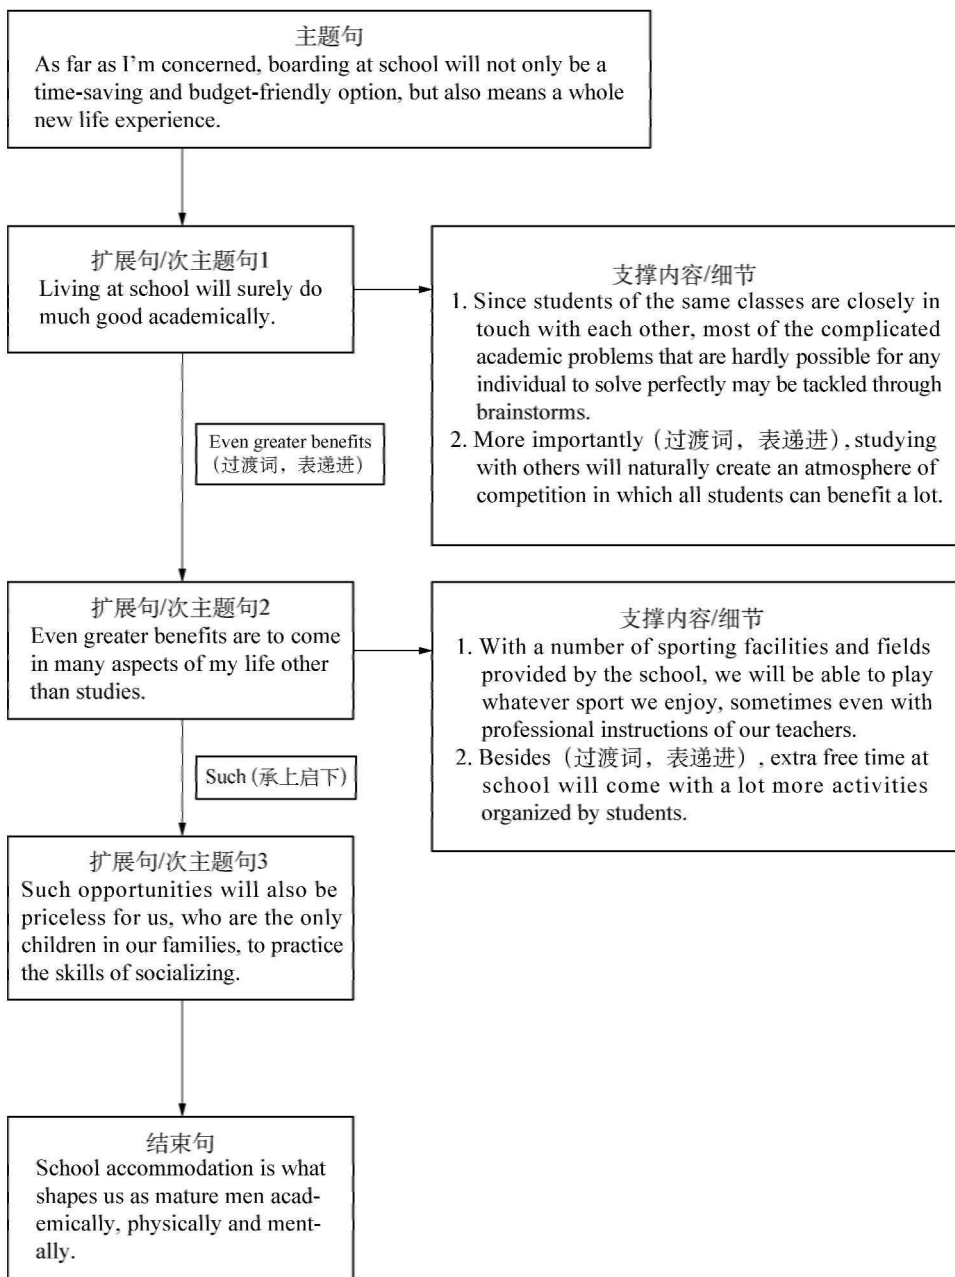 主题句
As far as I'm concerned, boarding at school will not only be a
time-saving and budget-friendly option, but also means a whole
new life experience.
扩展句/次主题句1
Living at school will surely do
much good academically.
支撑内容/细节
1. Since students of the same classes are closely in
touch with each other, most of the complicated
academic problems that are hardly possible for any
individual to solve perfectly may be tackled through
brainstorms.
2. More importantly（过渡词，表递进）, studying
with others will naturally create an atmosphere of
competition in which all students can benefit a lot.
Even greater benefits
（过渡词，表递进）
扩展句/次主题句2
Even greater benefits are to come
in many aspects of my life other
than studies.
支撑内容/细节
1. With a number of sporting facilities and fields
provided by the school, we will be able to play
whatever sport we enjoy, sometimes even with
professional instructions of our teachers.
2. Besides（过渡词，表递进）, extra free time at
school will come with a lot more activities
organized by students.
Such (承上启下)
扩展句/次主题句3
Such opportunities will also be
priceless for us, who are the only
children in our families, to practice
the skills of socializing.
结束句
School accommodation is what
shapes us as mature men acad-
emically, physically and ment-
ally.